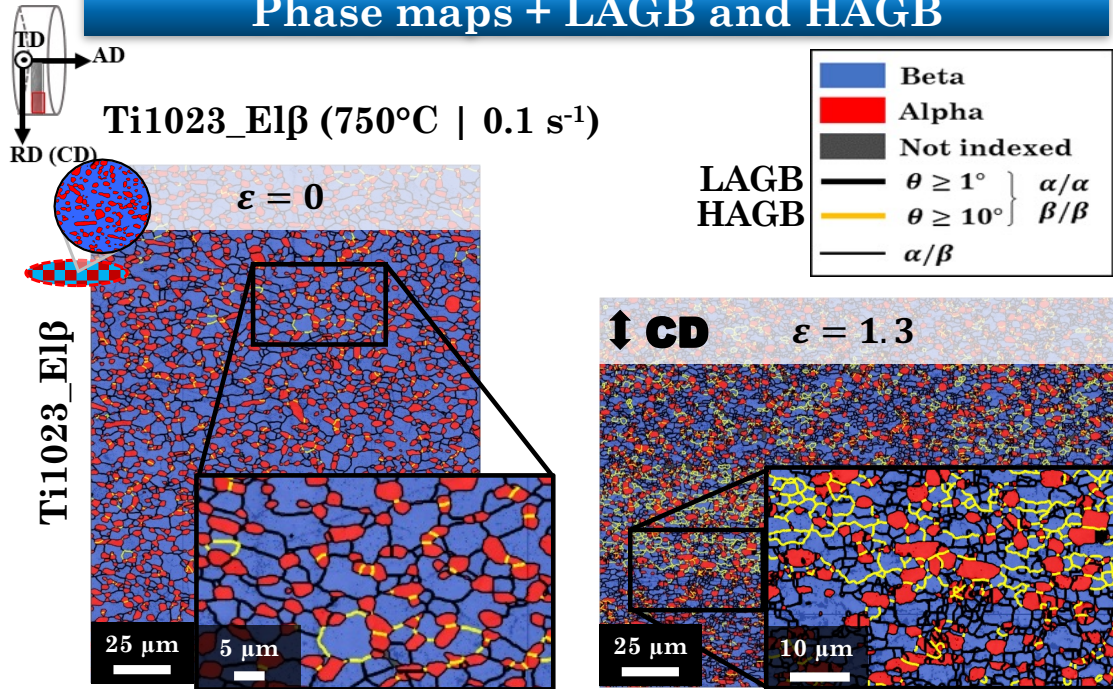 Phase maps + LAGB and HAGB
TD
AD
RD (CD)
Ti1023_Elβ (750°C | 0.1 s⁻¹)
Beta
Alpha
Not indexed
LAGB θ ≥ 1° α/α
HAGB θ ≥ 10° β/β
α/β
ε = 0
Ti1023_Elβ
CD ε = 1.3
25 µm
5 µm
25 µm
10 µm